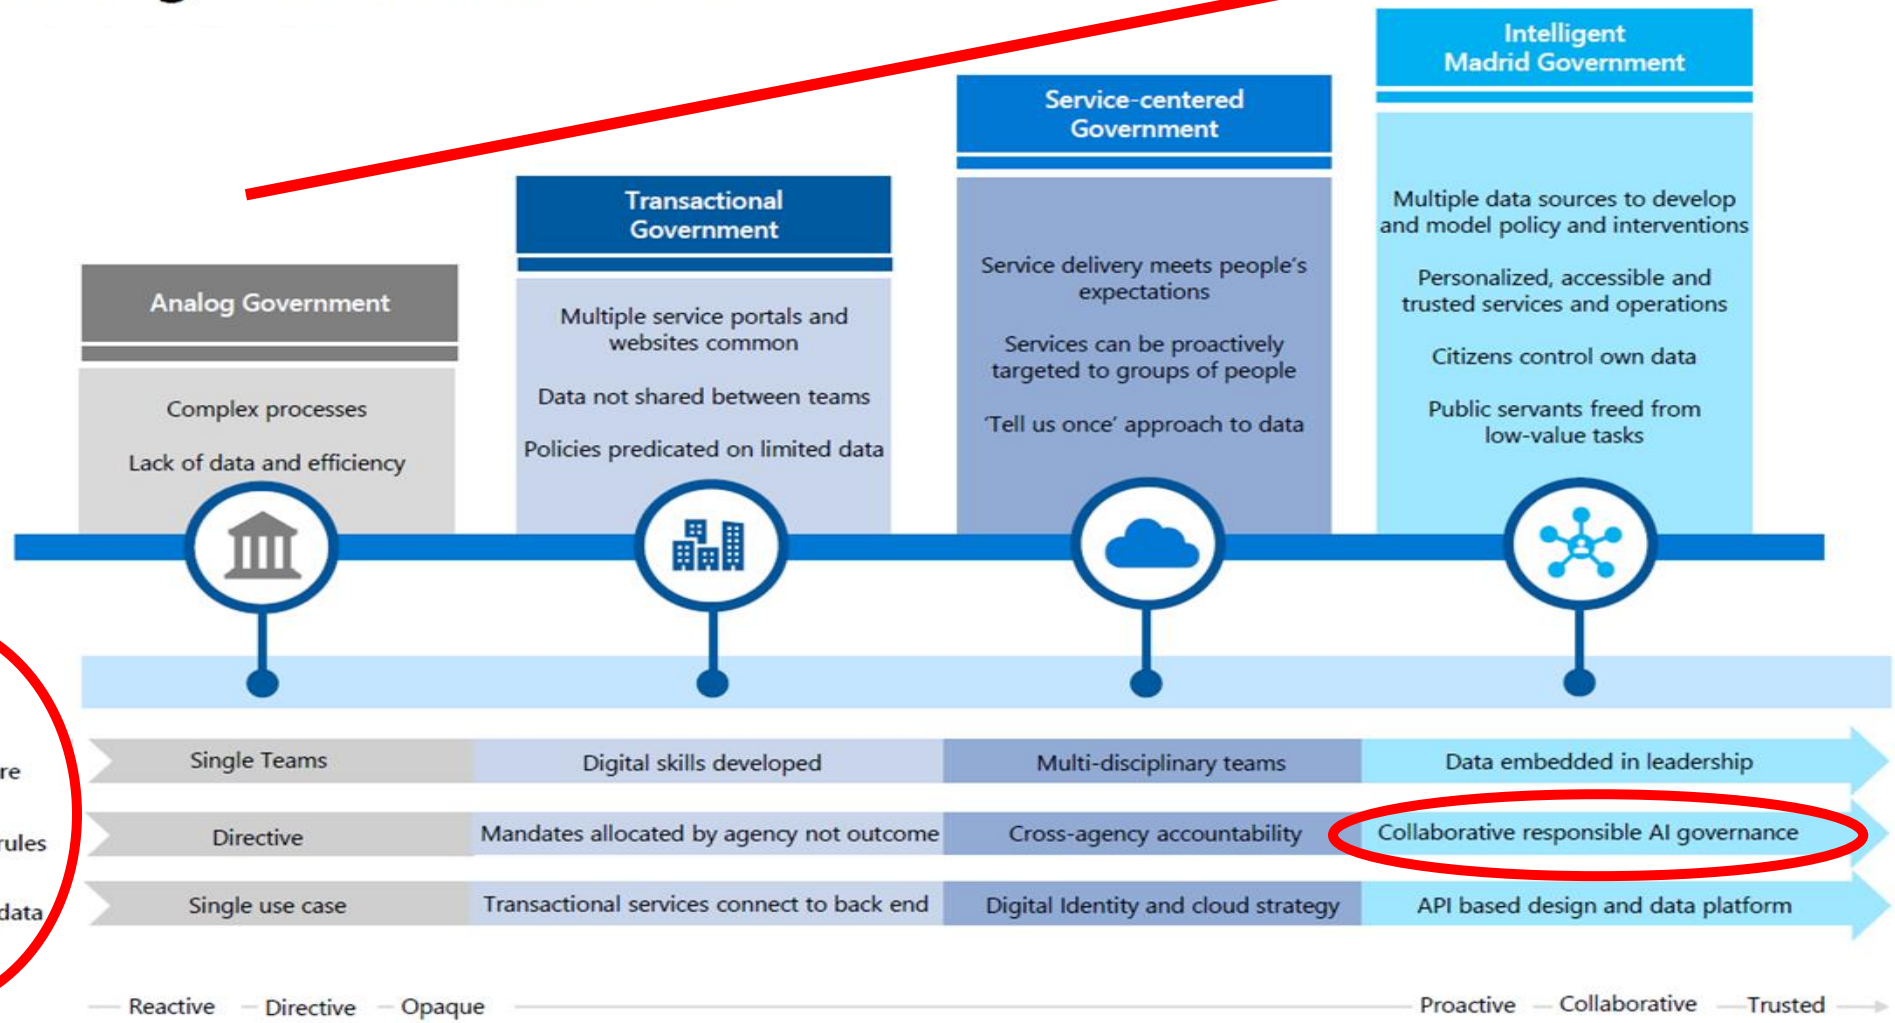 Intelligent
Madrid Government
Service-centered
Government
Transactional
Government
Analog Government
Multiple data sources to develop
and model policy and interventions
Personalized, accessible and
trusted services and operations
Citizens control own data
Public servants freed from
low-value tasks
Service delivery meets people's
expectations
Services can be proactively
targeted to groups of people
'Tell us once' approach to data
Multiple service portals and
websites common
Data not shared between teams
Policies predicated on limited data
Complex processes
Lack of data and efficiency
re
Single Teams
Digital skills developed
Multi-disciplinary teams
Data embedded in leadership
rules
Directive
Mandates allocated by agency not outcome
Cross-agency accountability
Collaborative responsible AI governance
data
Single use case
Transactional services connect to back end
Digital Identity and cloud strategy
API based design and data platform
Reactive
Directive
Opaque
Proactive
Collaborative
Trusted